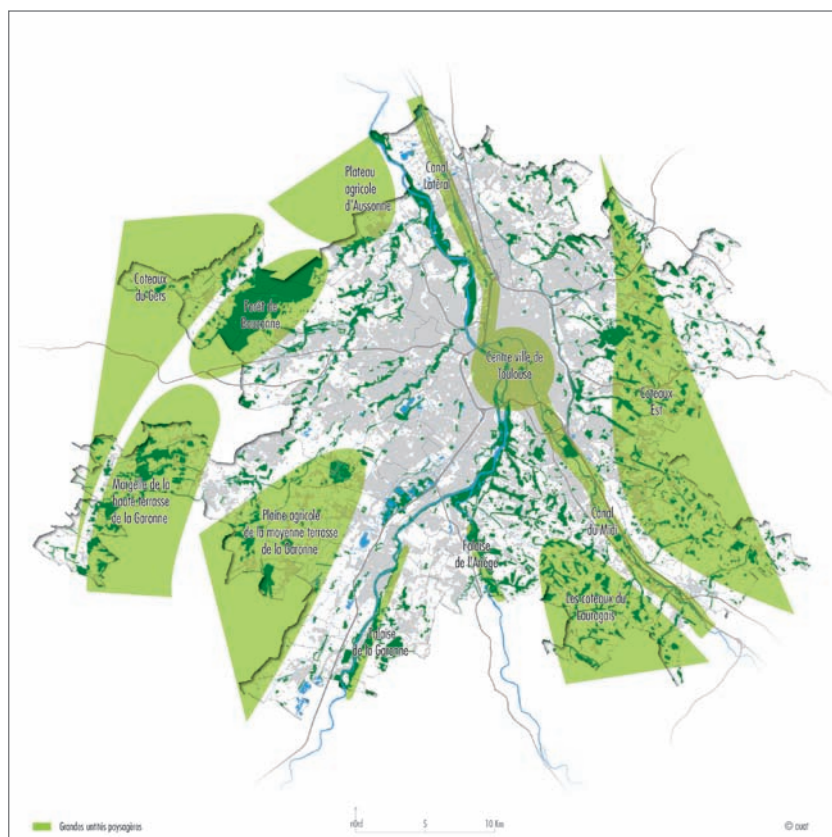 Plateau
agricole
d'Aussonne
Canal
Latéral
Coteaux
du Gers
Forêt de
Bouconne
Centre ville de
Toulouse
Coteaux
EsT
Margelle de la
haute terrasse
de la Garonne
Plaine agricole
de la moyenne terrasse
de la Garonne
Canal
du Midi
Falaise
de L'Ariège
Les coteaux du
Lauragais
Falaise
de la Garonne
Grandes untités paysagères
nOrd 5 10 Km
© auat